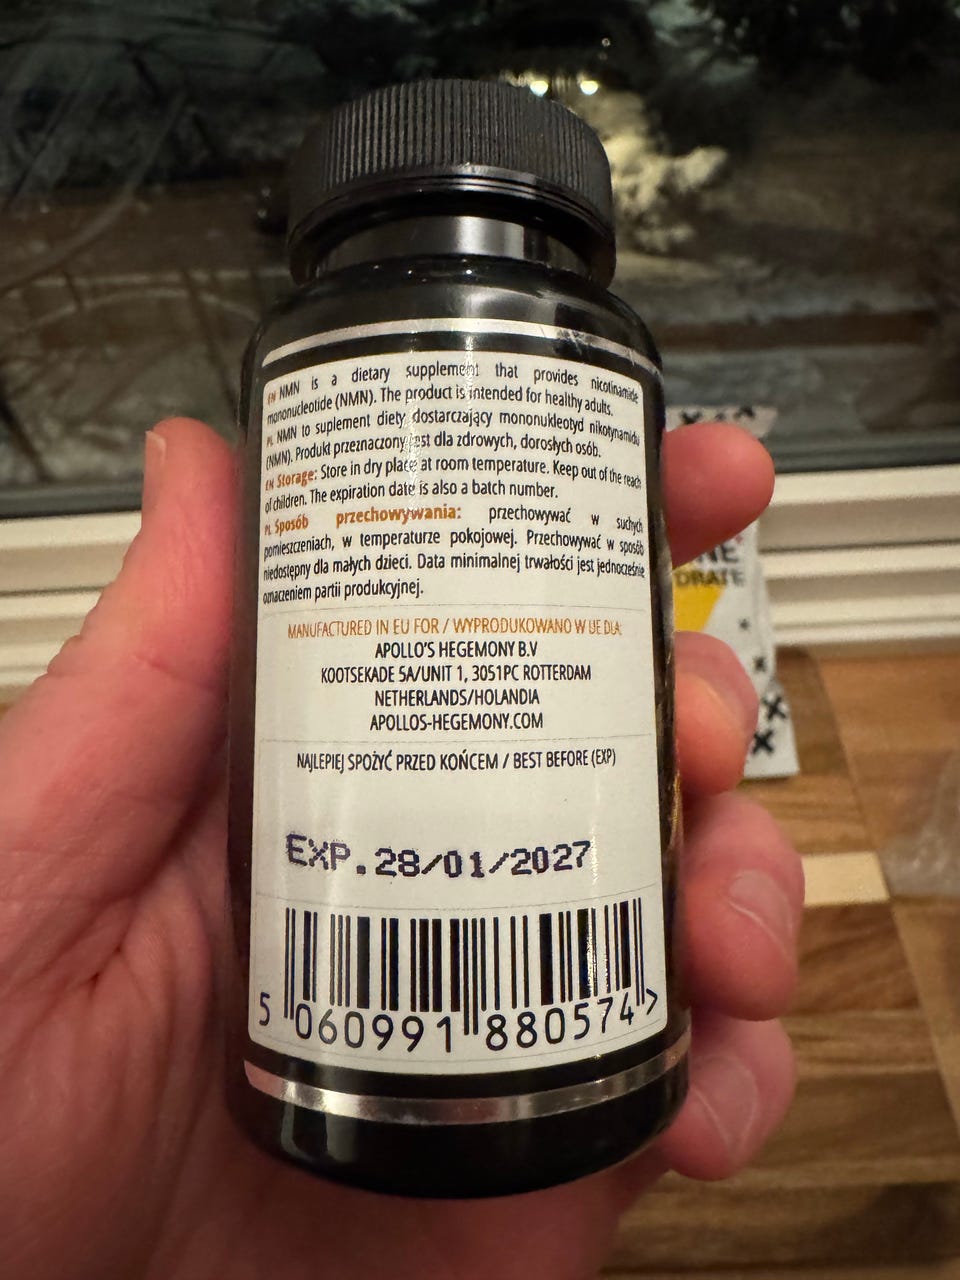 EN NMN is a dietary supplement that provides nicotinamide
mononucleotide (NMN). The product is intended for healthy adults.
PL NMN to suplement diety dostarczający mononukleotyd nikotynamidu
(NMN). Produkt przeznaczony jest dla zdrowych, dorosłych osób.
EN Storage: Store in dry place at room temperature. Keep out of the reach
of children. The expiration date is also a batch number.
PL Sposób przechowywania: przechowywać w suchych
pomieszczeniach, w temperaturze pokojowej. Przechowywać w sposób
niedostępny dla małych dzieci. Data minimalnej trwałości jest jednocześnie
oznaczeniem partii produkcyjnej.
MANUFACTURED IN EU FOR / WYPRODUKOWANO W UE DLA:
APOLLO'S HEGEMONY B.V
KOOTSEKADE 5A/UNIT 1, 3051PC ROTTERDAM
NETHERLANDS/HOLANDIA
APOLLOS-HEGEMONY.COM
NAJLEPIEJ SPOŻYĆ PRZED KOŃCEM / BEST BEFORE (EXP)
EXP.28/01/2027
5 060991 880574 >
NE
DRATE